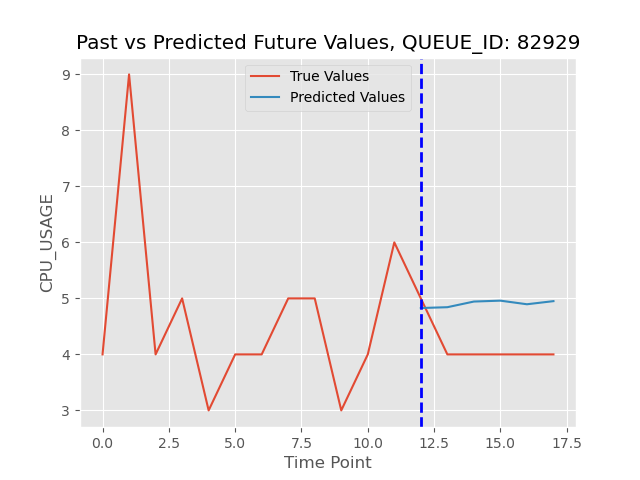 Past vs Predicted Future Values, QUEUE_ID: 82929
True Values
Predicted Values
CPU_USAGE
9
8
7
6
5
4
3
0.0 2.5 5.0 7.5 10.0 12.5 15.0 17.5
Time Point